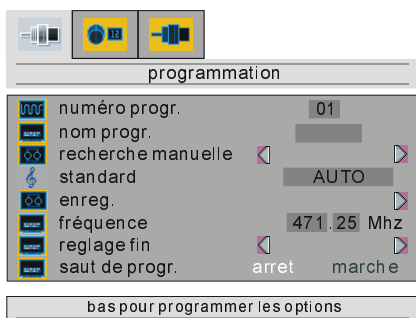 programmation
numéro progr. 01
nom progr.
recherche manuelle
standard AUTO
enreg.
fréquence 471.25 Mhz
reglage fin
saut de progr. arret marche
bas pour programmer les options